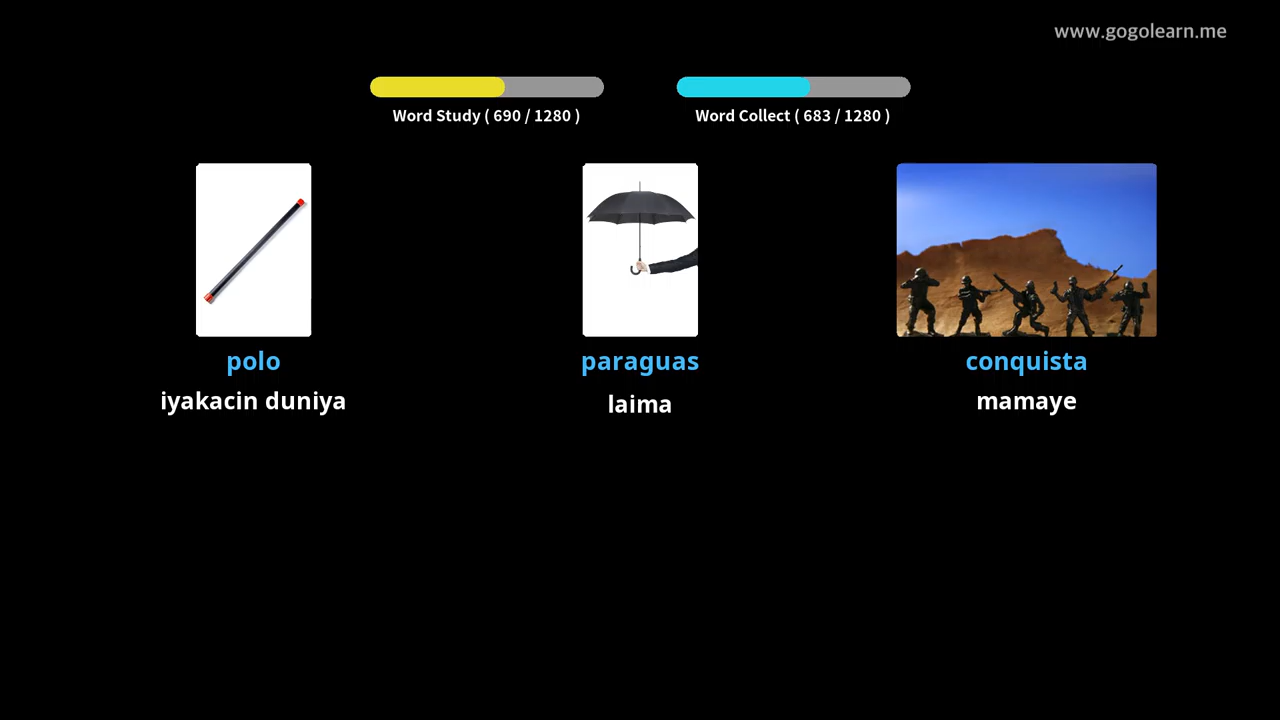 www.gogolearn.me
Word Study ( 690 / 1280 )
Word Collect ( 683 / 1280 )
polo
paraguas
conquista
iyakacin duniya
laima
mamaye